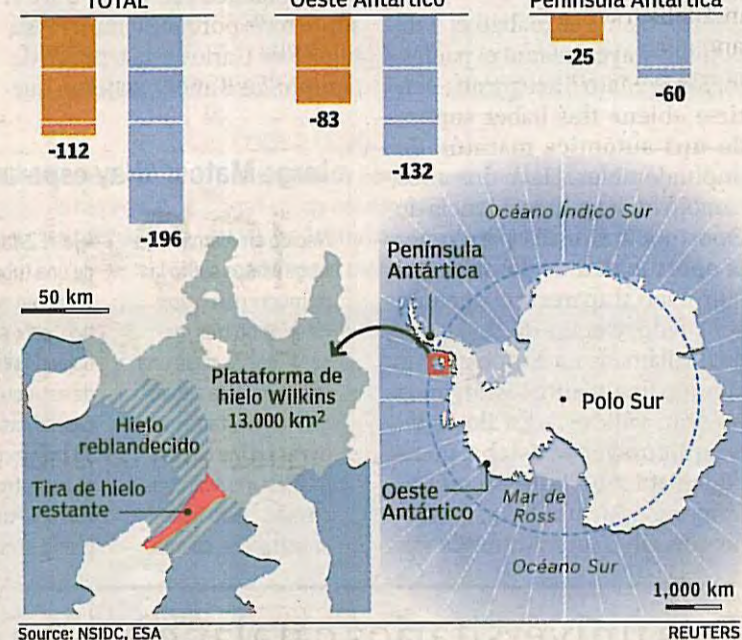 TOTAL
Oeste Antártico
Península Antártica
-112
-196
-83
-132
-25
-60
50 km
Plataforma de
hielo Wilkins
13.000 km²
Hielo
reblandecido
Tira de hielo
restante
Océano Índico Sur
Península
Antártica
Polo Sur
Oeste
Antártico
Mar de
Ross
Océano Sur
1,000 km
Source: NSIDC, ESA
REUTERS